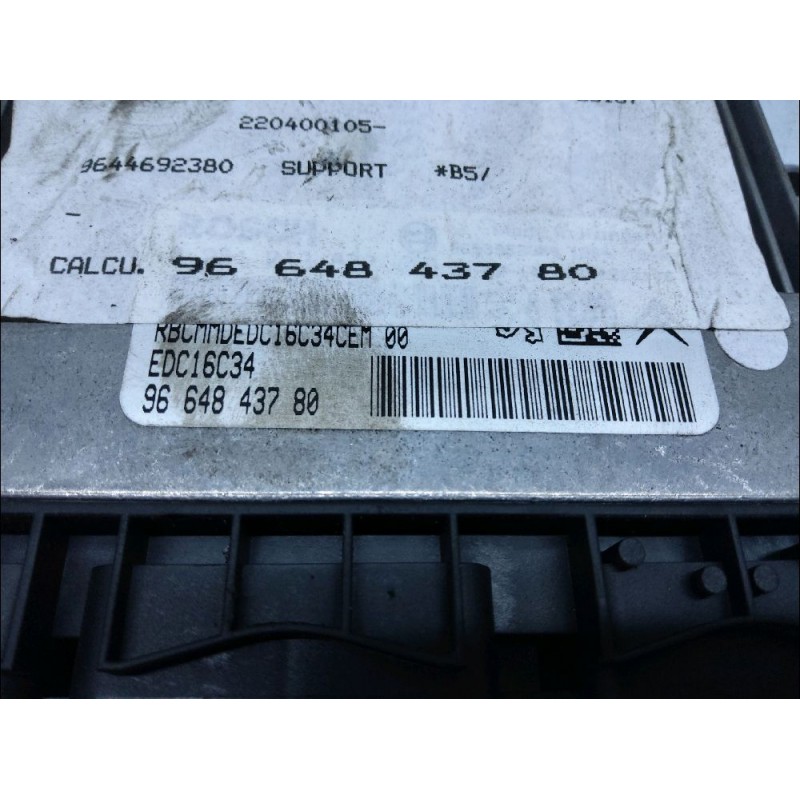 220400105-
9644692380 SUPPORT *B5/
-
CALCU. 96 648 437 80
RBCMMDEDC16C34CEM 00
EDC16C34
96 648 437 80